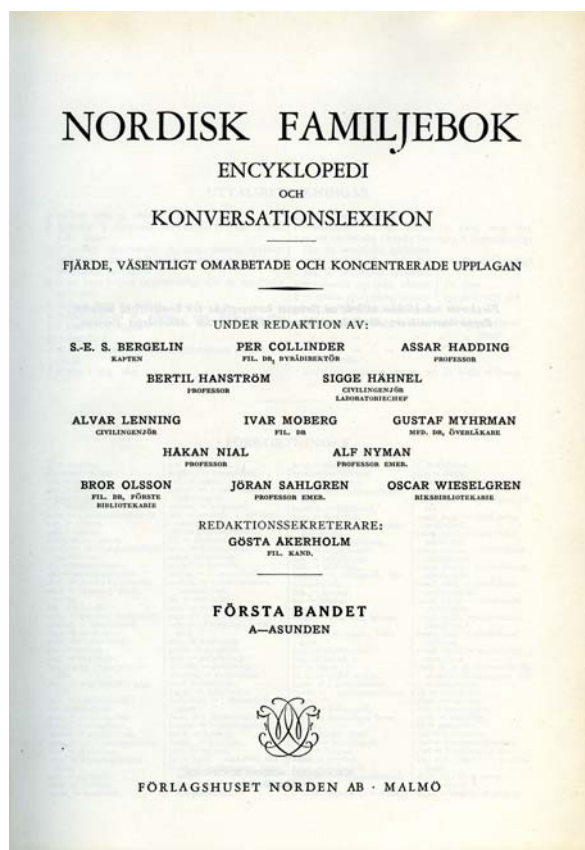 NORDISK FAMILJEBOK
ENCYKLOPEDI
OCH
KONVERSATIONSLEXIKON
FJÄRDE, VÄSENTLIGT OMARBETADE OCH KONCENTRERADE UPPLAGAN
UNDER REDAKTION AV:
S.-E. S. BERGELIN PER COLLINDER ASSAR HADDING
KAPTEN FIL. DR, BYRÅDIREKTÖR PROFESSOR
BERTIL HANSTRÖM SIGGE HÄHNEL
PROFESSOR CIVILINGENJÖR
LABORATORIECHEF
ALVAR LENNING IVAR MOBERG GUSTAF MYHRMAN
CIVILINGENJÖR FIL. DR MED. DR, ÖVERLÄKARE
HÅKAN NIAL ALF NYMAN
PROFESSOR PROFESSOR EMER.
BROR OLSSON JÖRAN SAHLGREN OSCAR WIESELGREN
FIL. DR, FÖRSTE PROFESSOR EMER. RIKSBIBLIOTEKARIE
BIBLIOTEKARIE
REDAKTIONSSEKRETERARE:
GÖSTA ÅKERHOLM
FIL. KAND.
FÖRSTA BANDET
A—ASUNDEN
FÖRLAGSHUSET NORDEN AB · MALMÖ